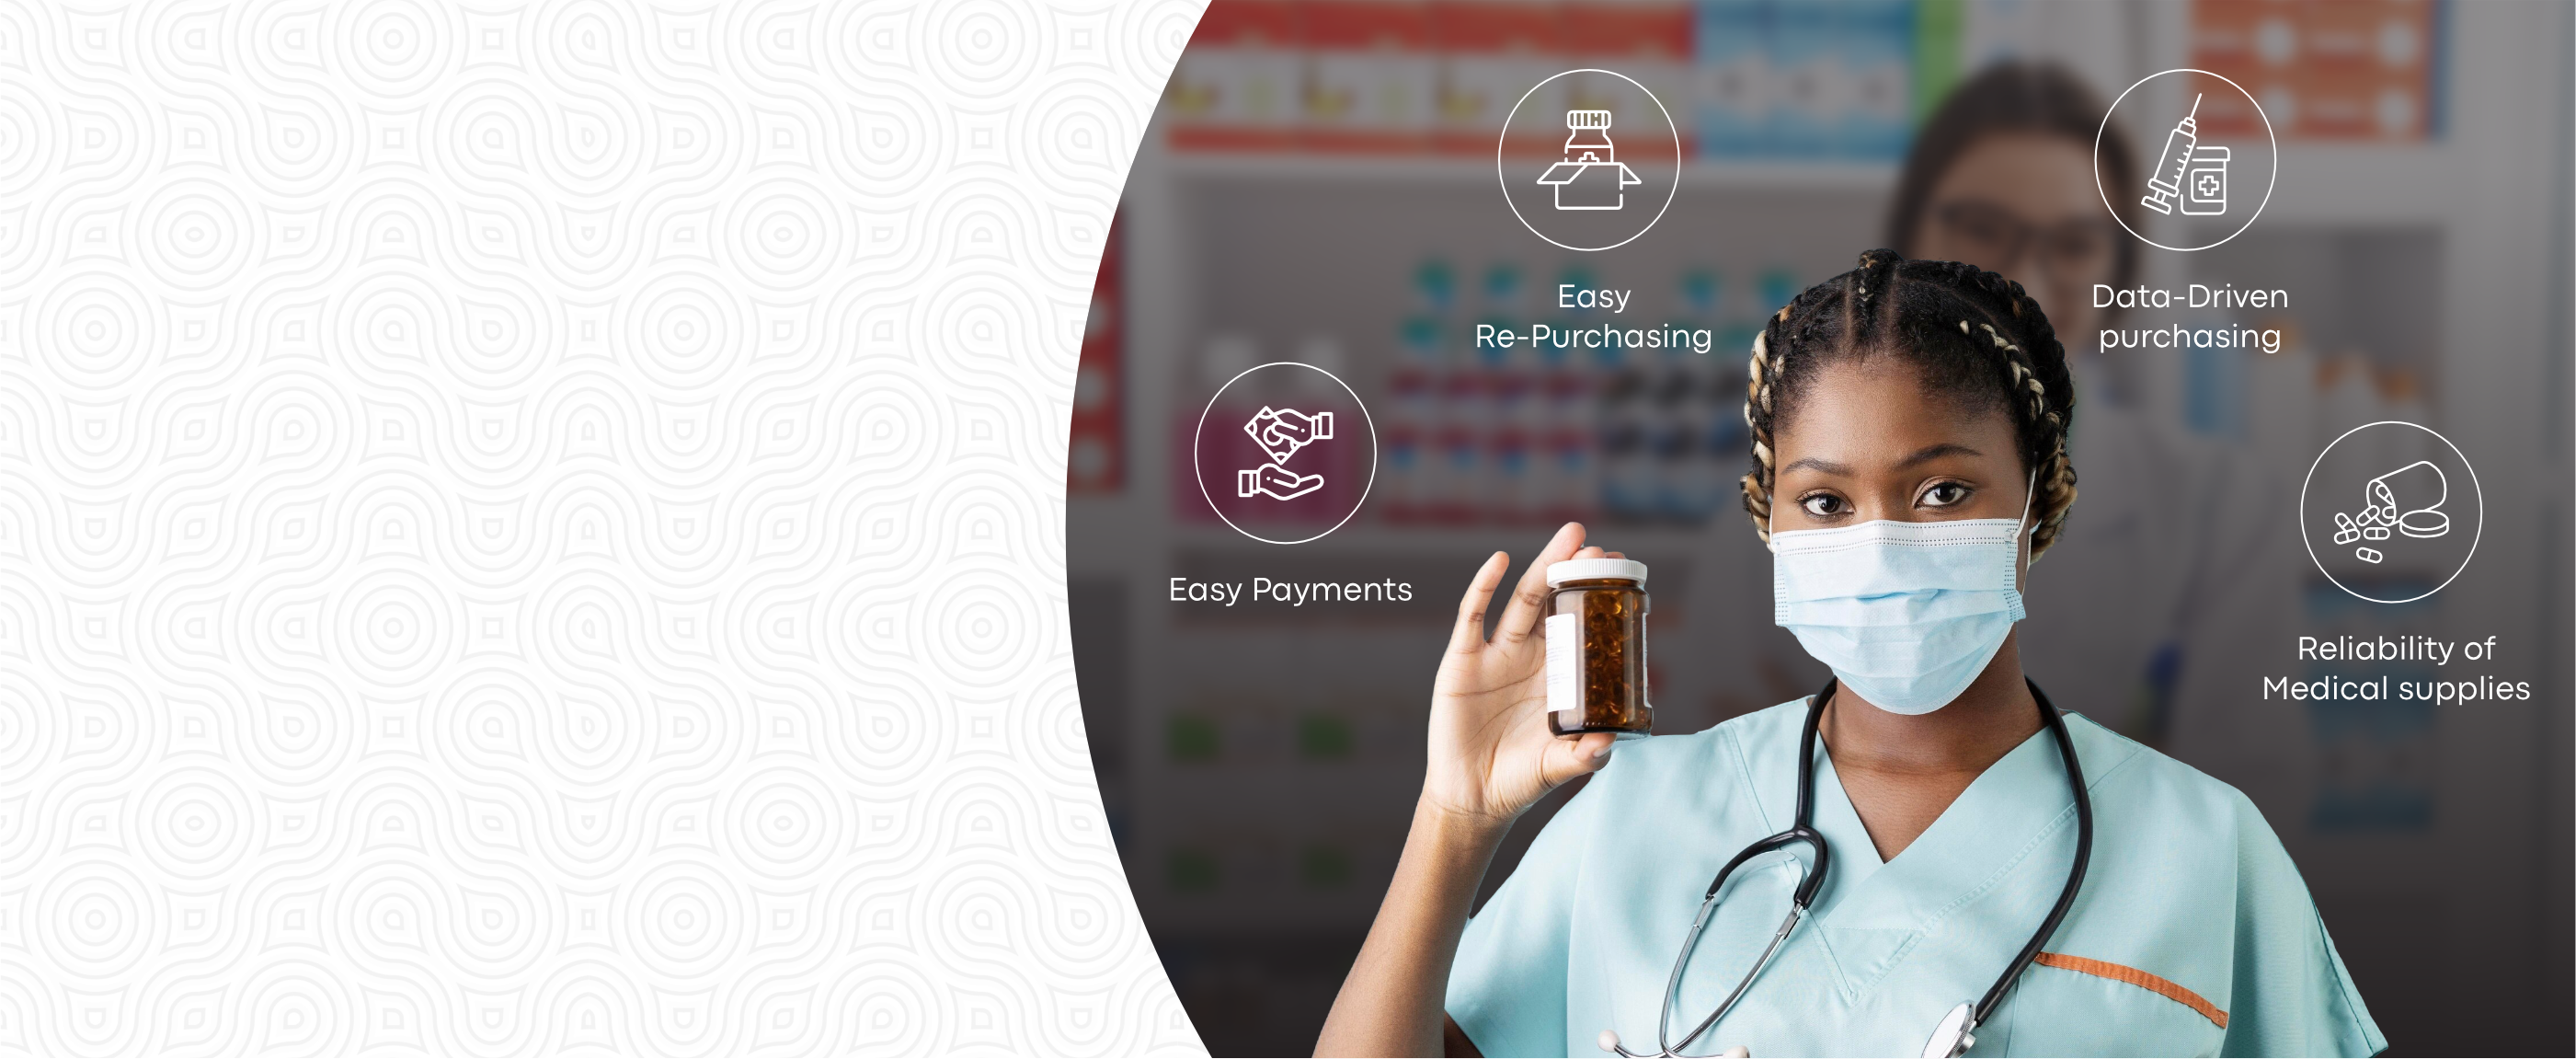 Easy
Re-Purchasing
Data-Driven
purchasing
Easy Payments
Reliability of
Medical supplies